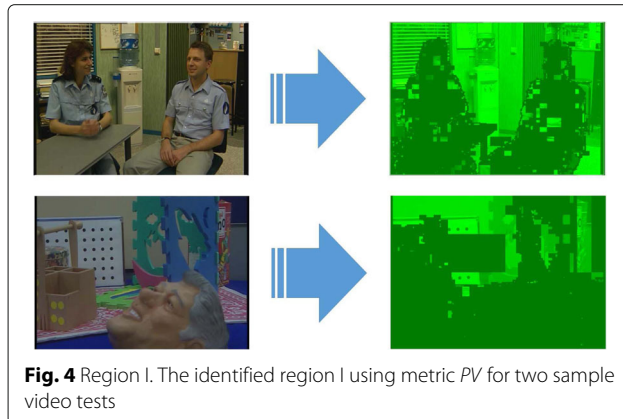 Fig. 4 Region I. The identified region I using metric PV for two sample
video tests